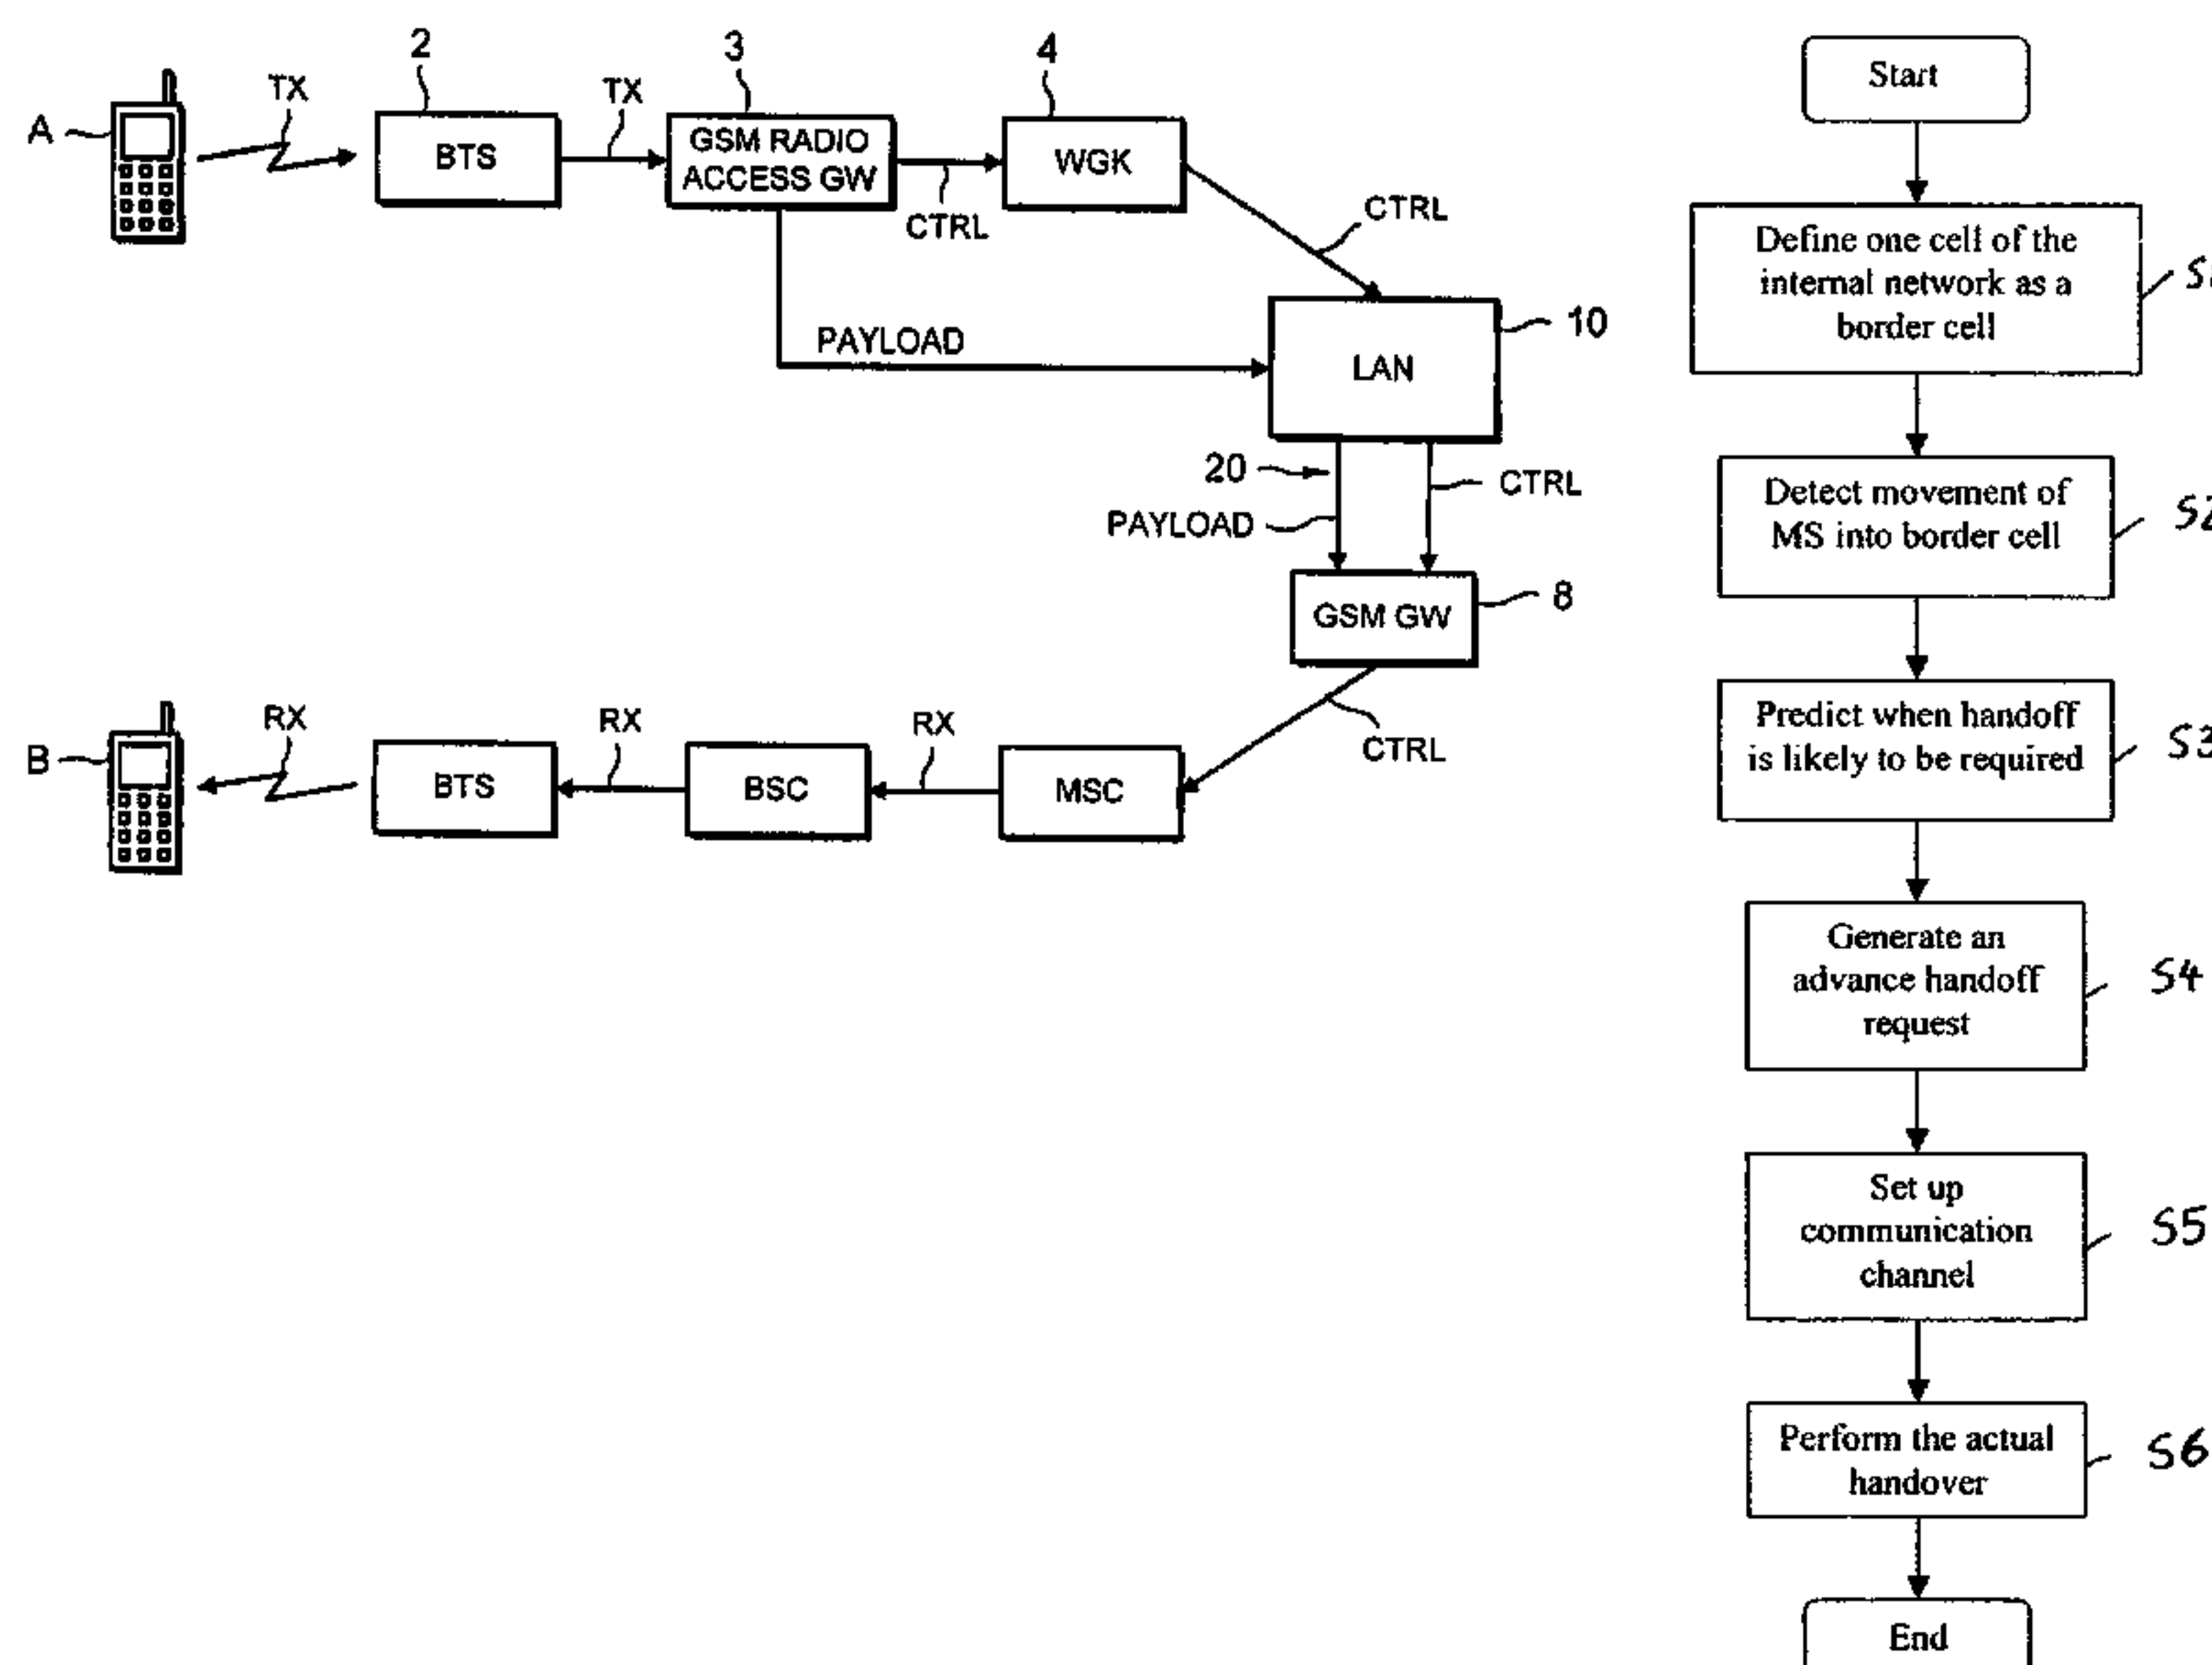 2
3
4
A
TX
BTS
TX
GSM RADIO
ACCESS GW
CTRL
WGK
CTRL
PAYLOAD
LAN
10
20
PAYLOAD
CTRL
GSM GW
8
CTRL
B
RX
BTS
RX
BSC
RX
MSC
Start
Define one cell of the
internal network as a
border cell
Detect movement of
MS into border cell
S2
Predict when handoff
is likely to be required
S3
Generate an
advance handoff
request
S4
Set up
communication
channel
S5
Perform the actual
handover
S6
End